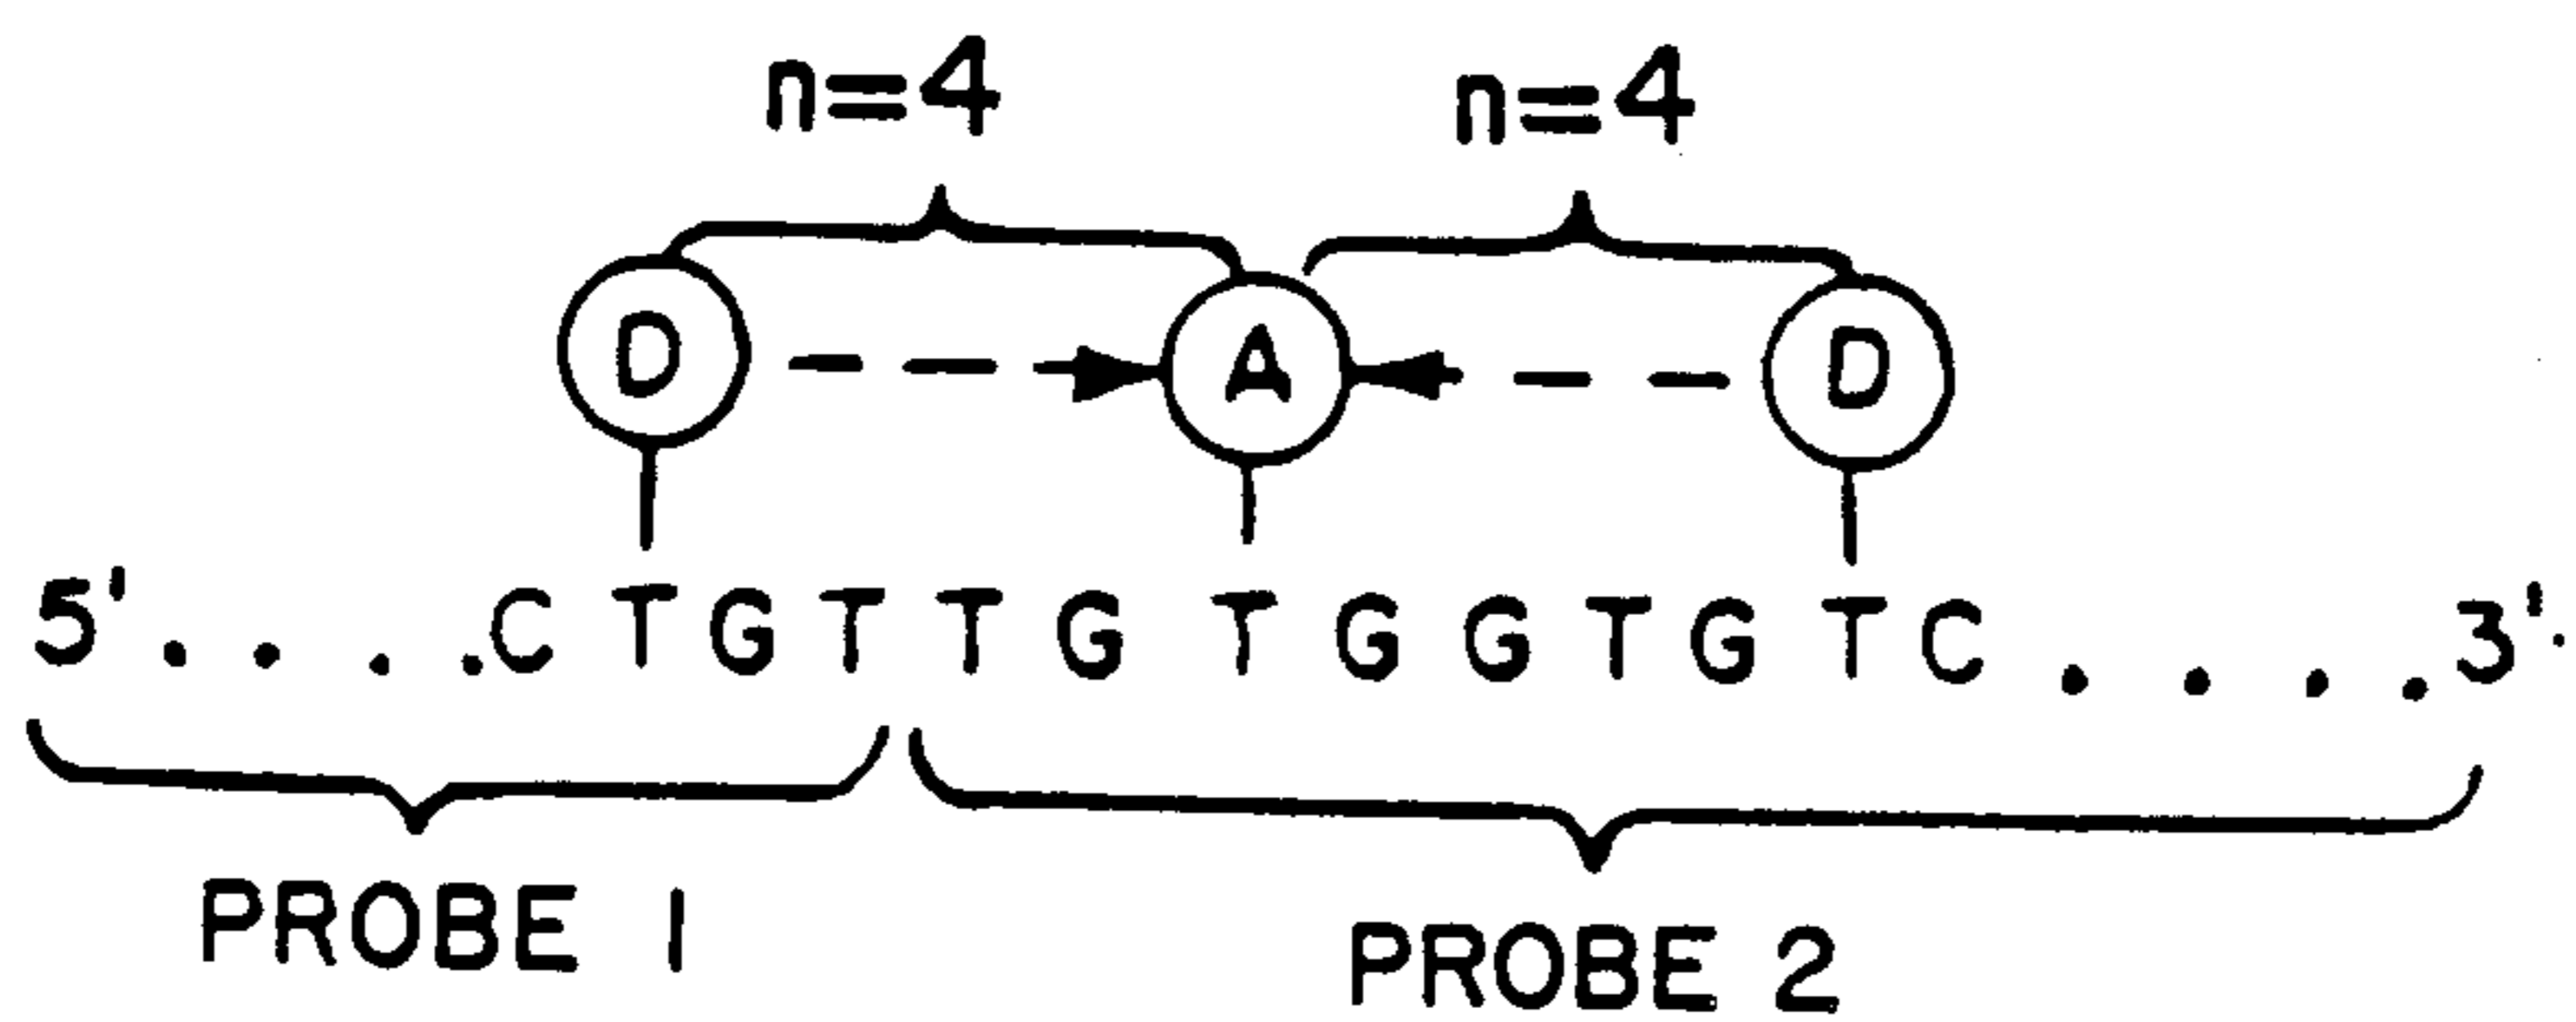 n=4 n=4
D A D
5'. . . .C T G T T G T G G T G T C . . . .3'
PROBE 1 PROBE 2